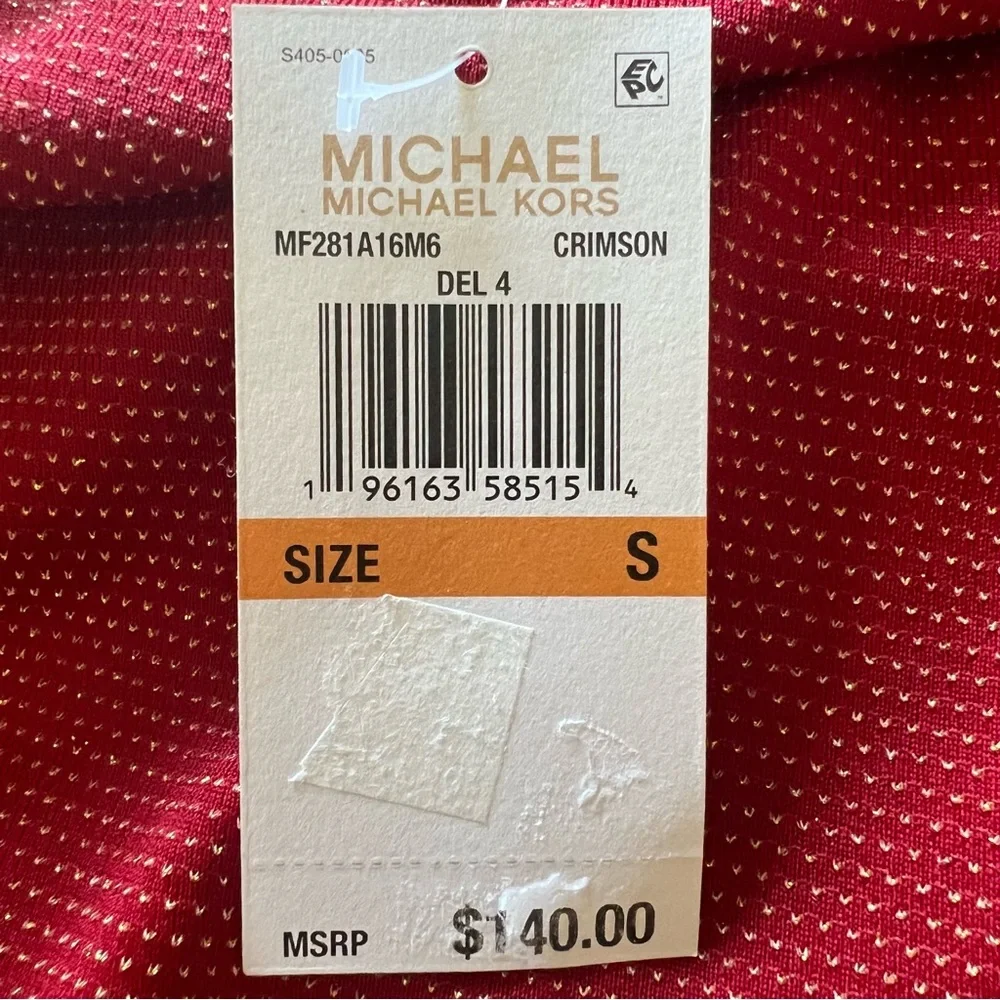 MICHAEL
MICHAEL KORS
MF281A16M6 CRIMSON
DEL 4
1 96163 58515 4
SIZE S
MSRP $140.00